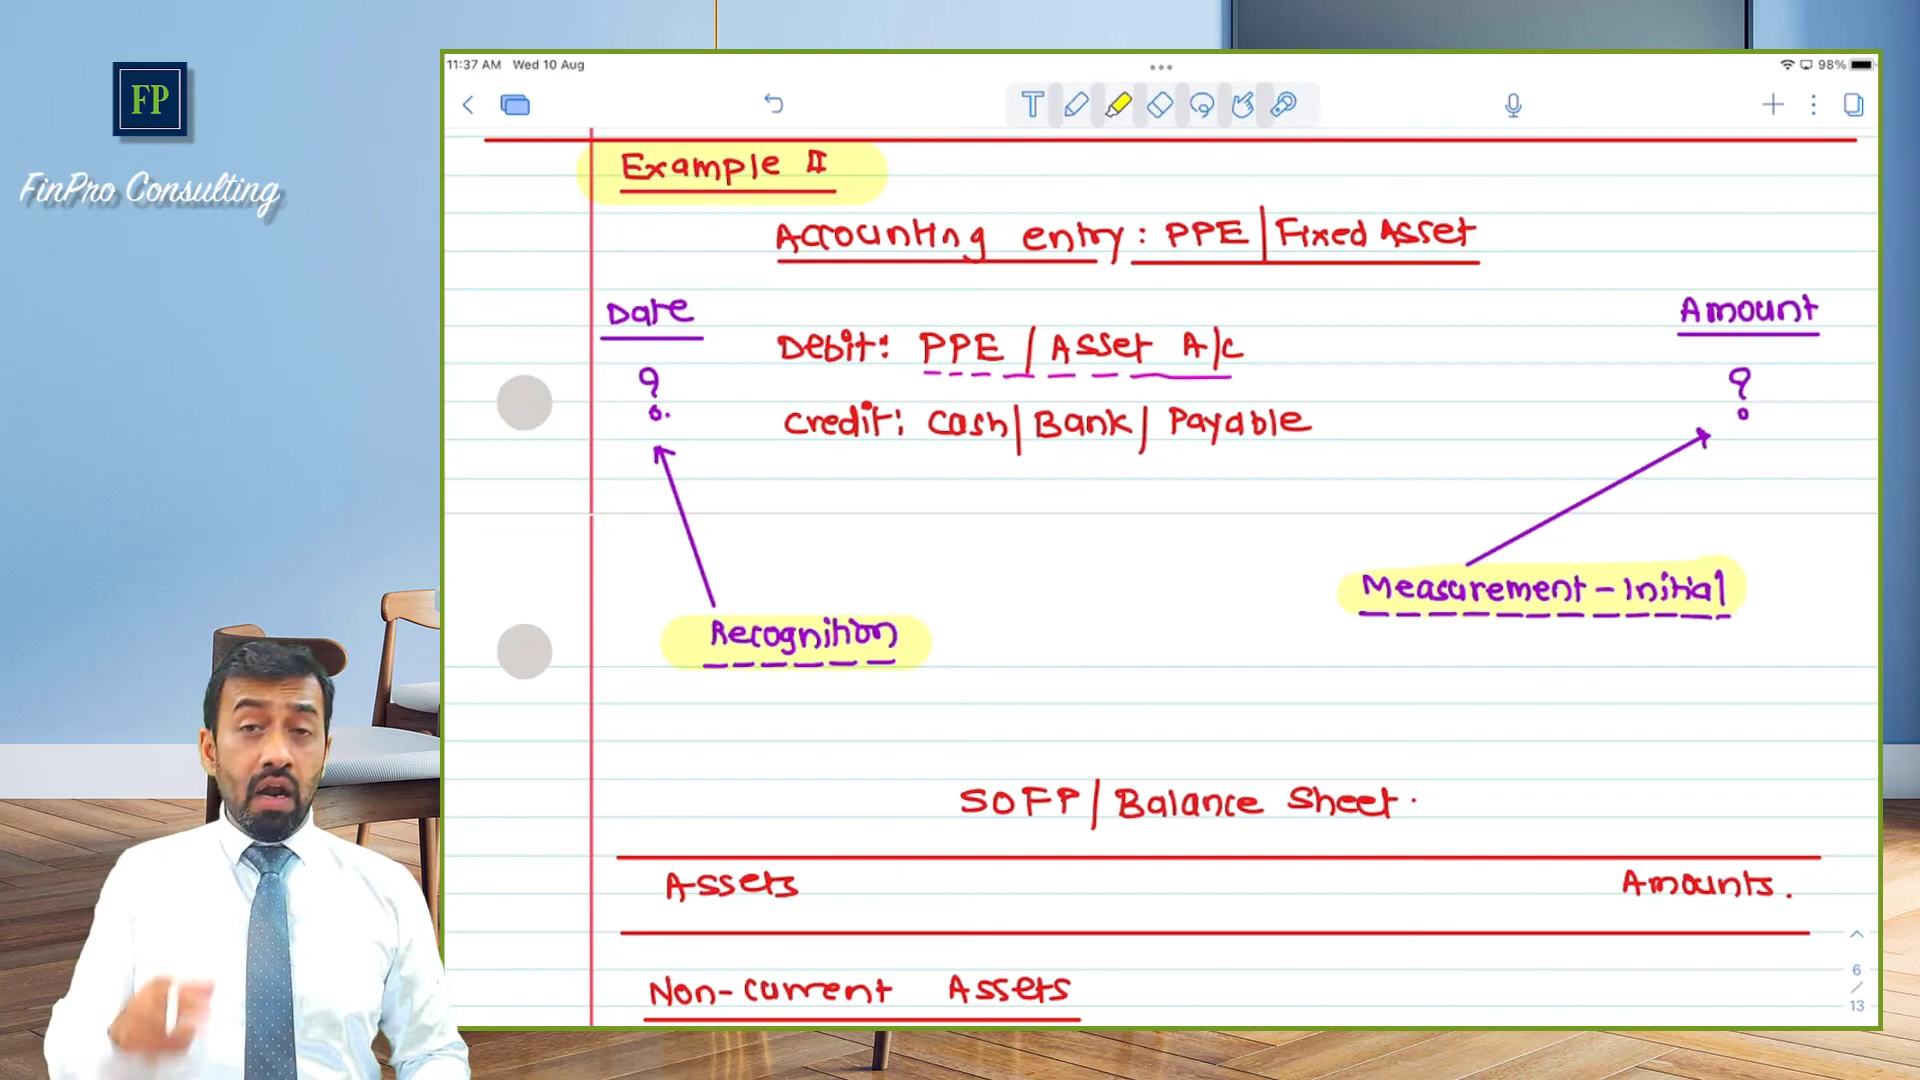 FP
FinPro Consulting
11:37 AM Wed 10 Aug
98%
T
Example II
Accounting entry: PPE | Fixed Asset
Date
Amount
Debit: PPE / Asset A/c
?
?
Credit: Cash | Bank | Payable
Measurement - Initial
Recognition
SOFP | Balance Sheet.
Assets
Amounts.
Non-current Assets
6
/
13